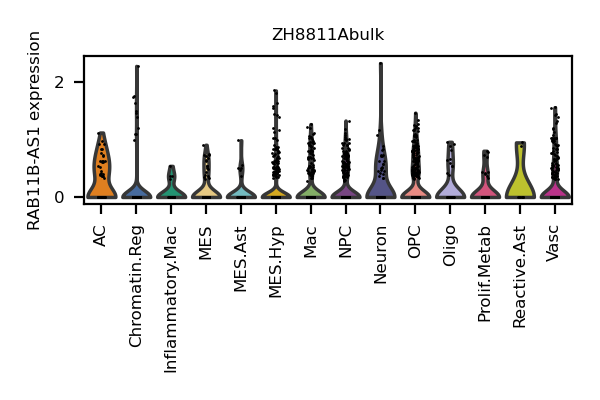 ZH8811Abulk
RAB11B-AS1 expression
2
0
AC
Chromatin.Reg
Inflammatory.Mac
MES
MES.Ast
MES.Hyp
Mac
NPC
Neuron
OPC
Oligo
Prolif.Metab
Reactive.Ast
Vasc